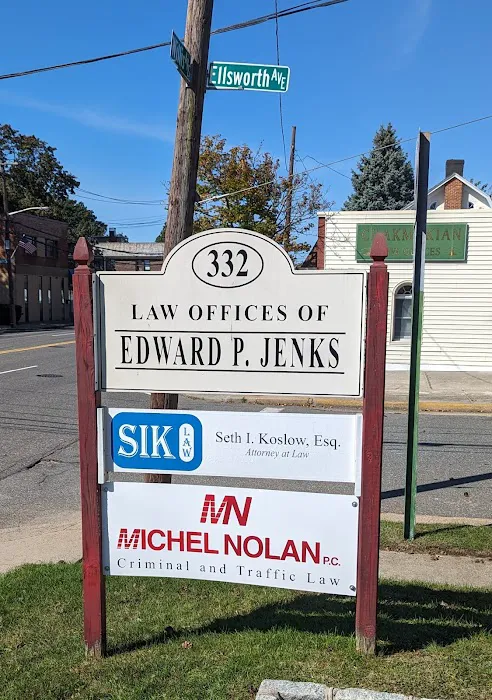 Ellsworth AVE
332
LAW OFFICES OF
EDWARD P. JENKS
SIK LAW
Seth I. Koslow, Esq.
Attorney at Law
MN
MICHEL NOLAN P.C.
Criminal and Traffic Law